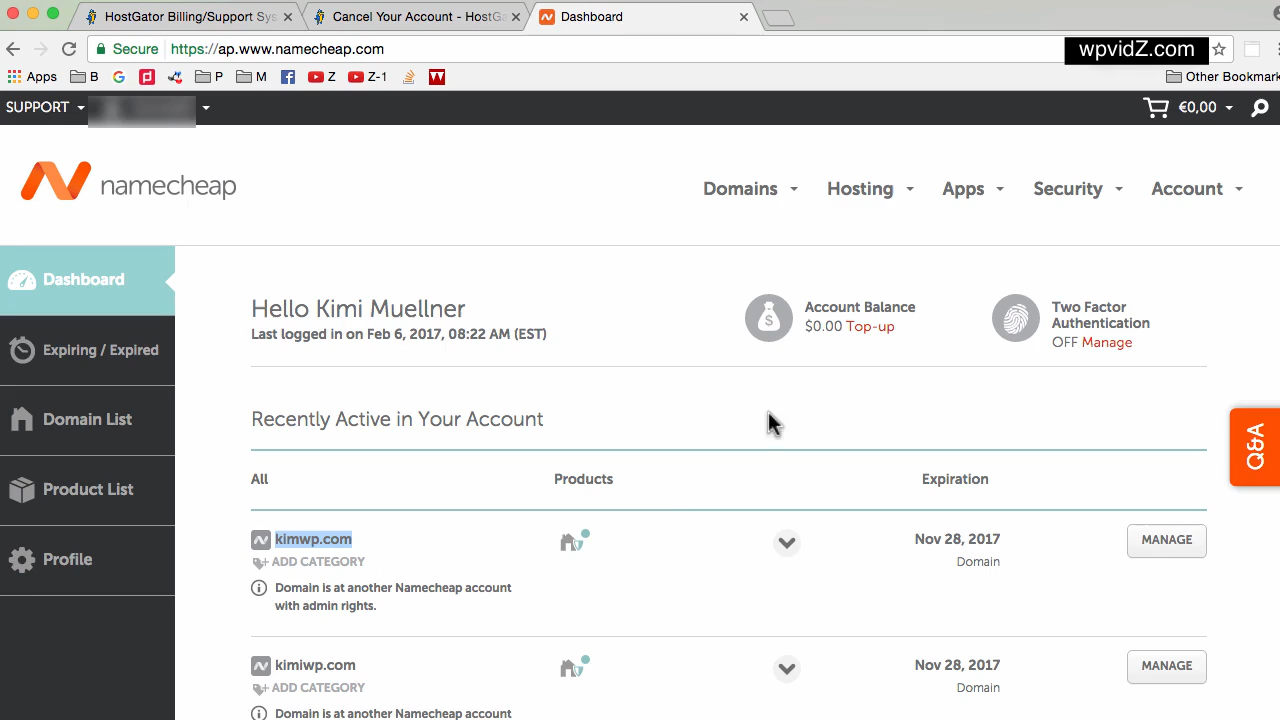 HostGator Billing/Support Sys
Cancel Your Account - HostGa
Dashboard
Secure
https://ap.www.namecheap.com
wpvidZ.com
Apps
B
P
M
Z
Z-1
Other Bookmark
SUPPORT
€0,00
namecheap
Domains
Hosting
Apps
Security
Account
Dashboard
Expiring / Expired
Domain List
Product List
Profile
Hello Kimi Muellner
Last logged in on Feb 6, 2017, 08:22 AM (EST)
Account Balance
$0.00 Top-up
Two Factor
Authentication
OFF Manage
Recently Active in Your Account
Q&A
All
Products
Expiration
kimwp.com
Nov 28, 2017
MANAGE
ADD CATEGORY
Domain
Domain is at another Namecheap account
with admin rights.
kimiwp.com
Nov 28, 2017
MANAGE
ADD CATEGORY
Domain
Domain is at another Namecheap account